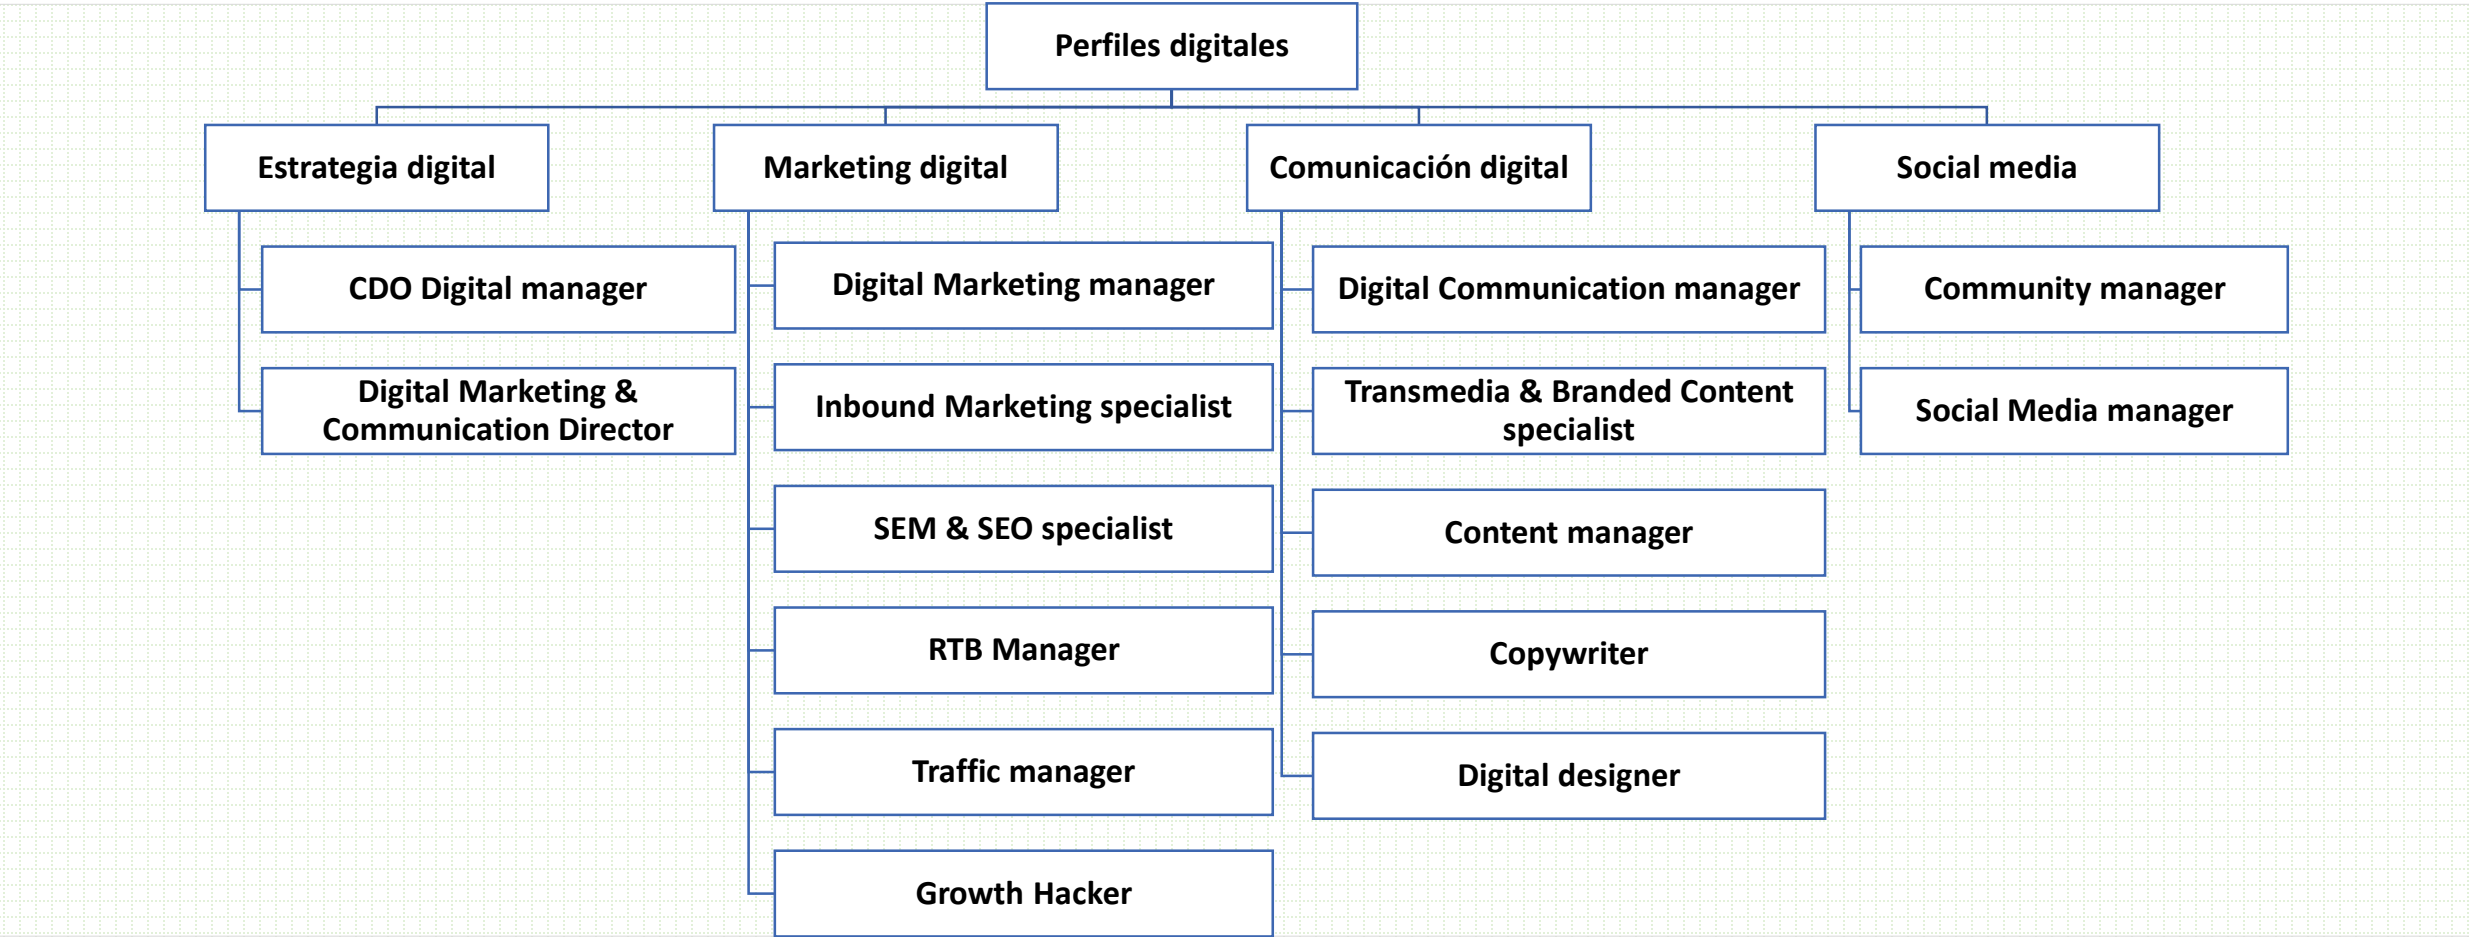 Perfiles digitales
Estrategia digital
CDO Digital manager
Digital Marketing &
Communication Director
Marketing digital
Digital Marketing manager
Inbound Marketing specialist
SEM & SEO specialist
RTB Manager
Traffic manager
Growth Hacker
Comunicación digital
Digital Communication manager
Transmedia & Branded Content
specialist
Content manager
Copywriter
Digital designer
Social media
Community manager
Social Media manager